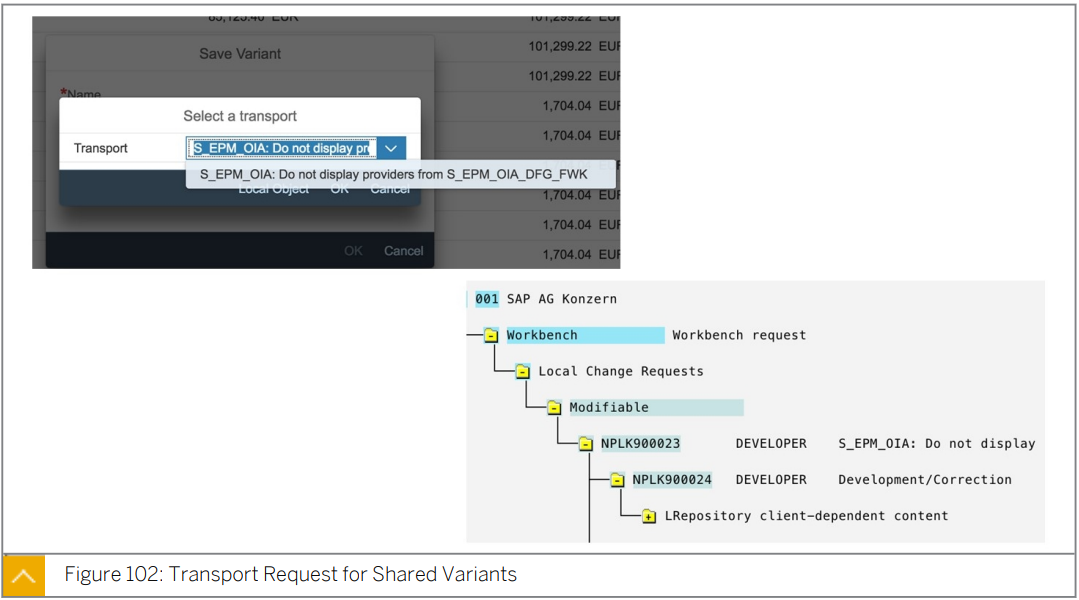 83,123.40 EUR
101,299.22 EUR
Save Variant
101,299.22 EUR
101,299.22 EUR
*Name
1,704.04 EUR
Select a transport
1,704.04 EUR
Transport
S_EPM_OIA: Do not display pr
S_EPM_OIA: Do not display providers from S_EPM_OIA_DFG_FWK
Local Object OK Cancel
1,704.04 EUR
1,704.04 EUR
OK Cancel
1,704.04 EUR
001 SAP AG Konzern
Workbench Workbench request
Local Change Requests
Modifiable
NPLK900023 DEVELOPER S_EPM_OIA: Do not display
NPLK900024 DEVELOPER Development/Correction
LRepository client-dependent content
Figure 102: Transport Request for Shared Variants